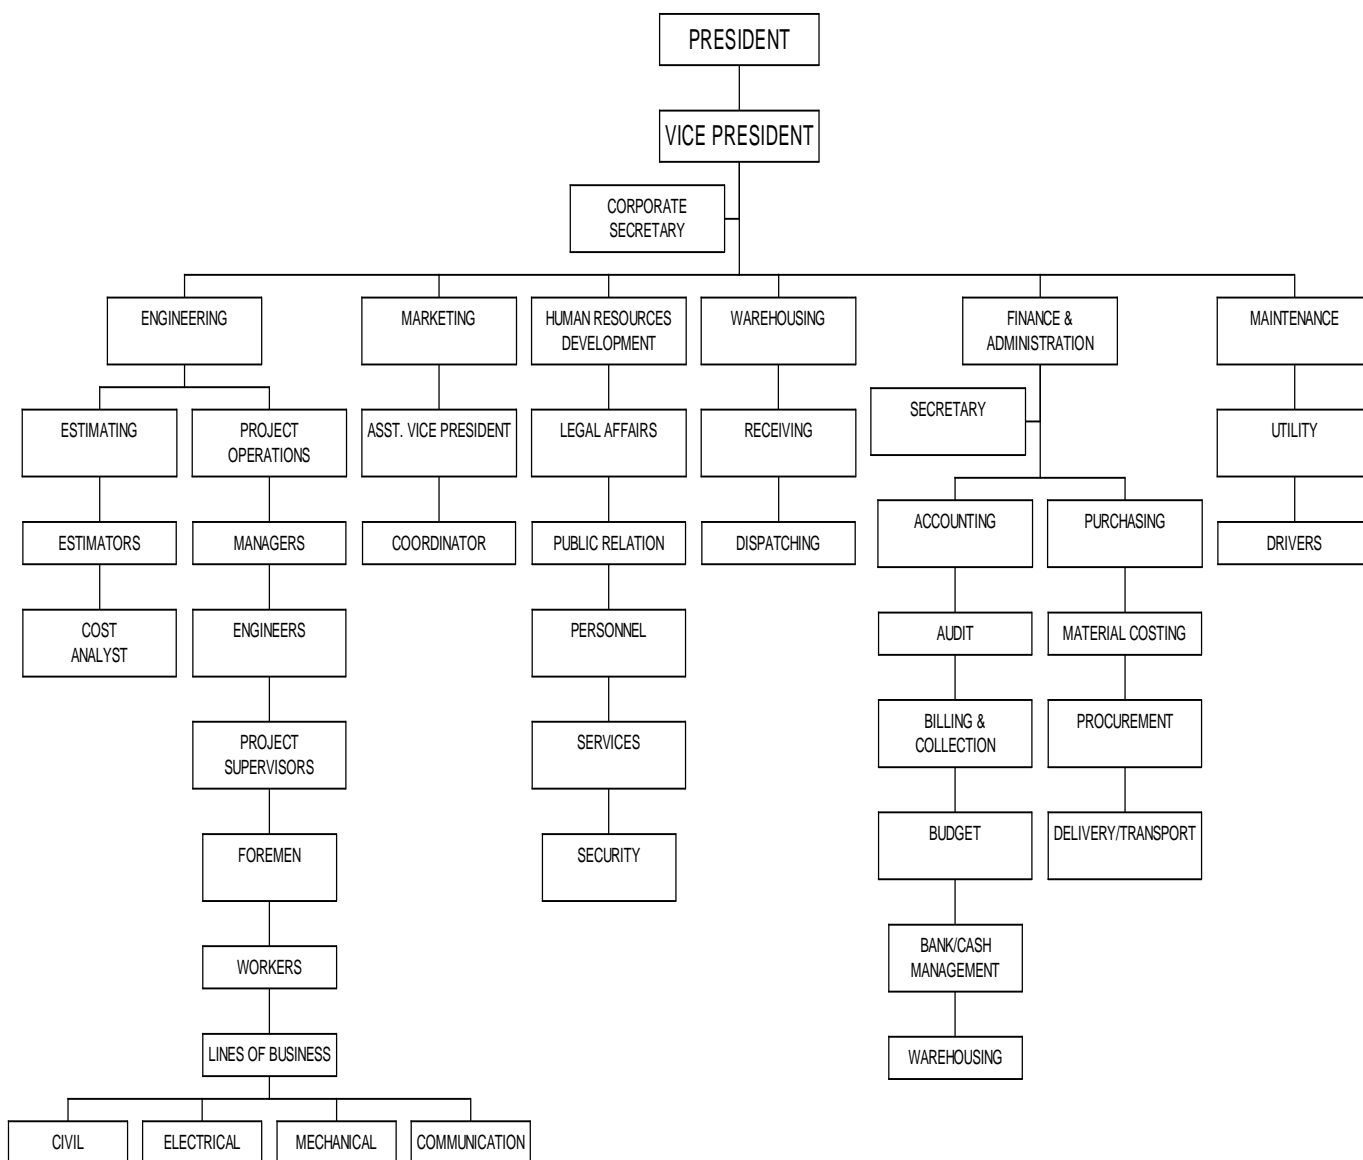 PRESIDENT
VICE PRESIDENT
CORPORATE
SECRETARY
ENGINEERING
MARKETING
HUMAN RESOURCES
DEVELOPMENT
WAREHOUSING
FINANCE &
ADMINISTRATION
MAINTENANCE
ESTIMATING
PROJECT
OPERATIONS
ASST. VICE PRESIDENT
LEGAL AFFAIRS
RECEIVING
SECRETARY
UTILITY
ACCOUNTING
PURCHASING
ESTIMATORS
MANAGERS
COORDINATOR
PUBLIC RELATION
DISPATCHING
DRIVERS
COST
ANALYST
ENGINEERS
PERSONNEL
AUDIT
MATERIAL COSTING
PROJECT
SUPERVISORS
SERVICES
BILLING &
COLLECTION
PROCUREMENT
FOREMEN
SECURITY
BUDGET
DELIVERY/TRANSPORT
WORKERS
BANK/CASH
MANAGEMENT
LINES OF BUSINESS
WAREHOUSING
CIVIL
ELECTRICAL
MECHANICAL
COMMUNICATION